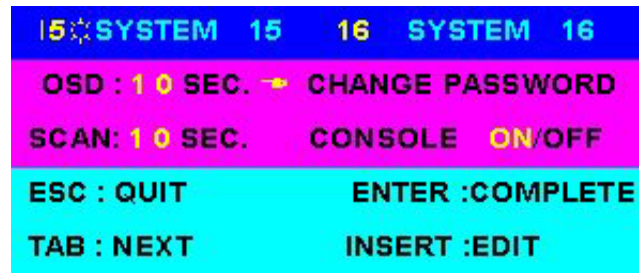 15 SYSTEM 15 16 SYSTEM 16
OSD : 1 0 SEC. CHANGE PASSWORD
SCAN: 1 0 SEC. CONSOLE ON/OFF
ESC : QUIT ENTER :COMPLETE
TAB : NEXT INSERT :EDIT